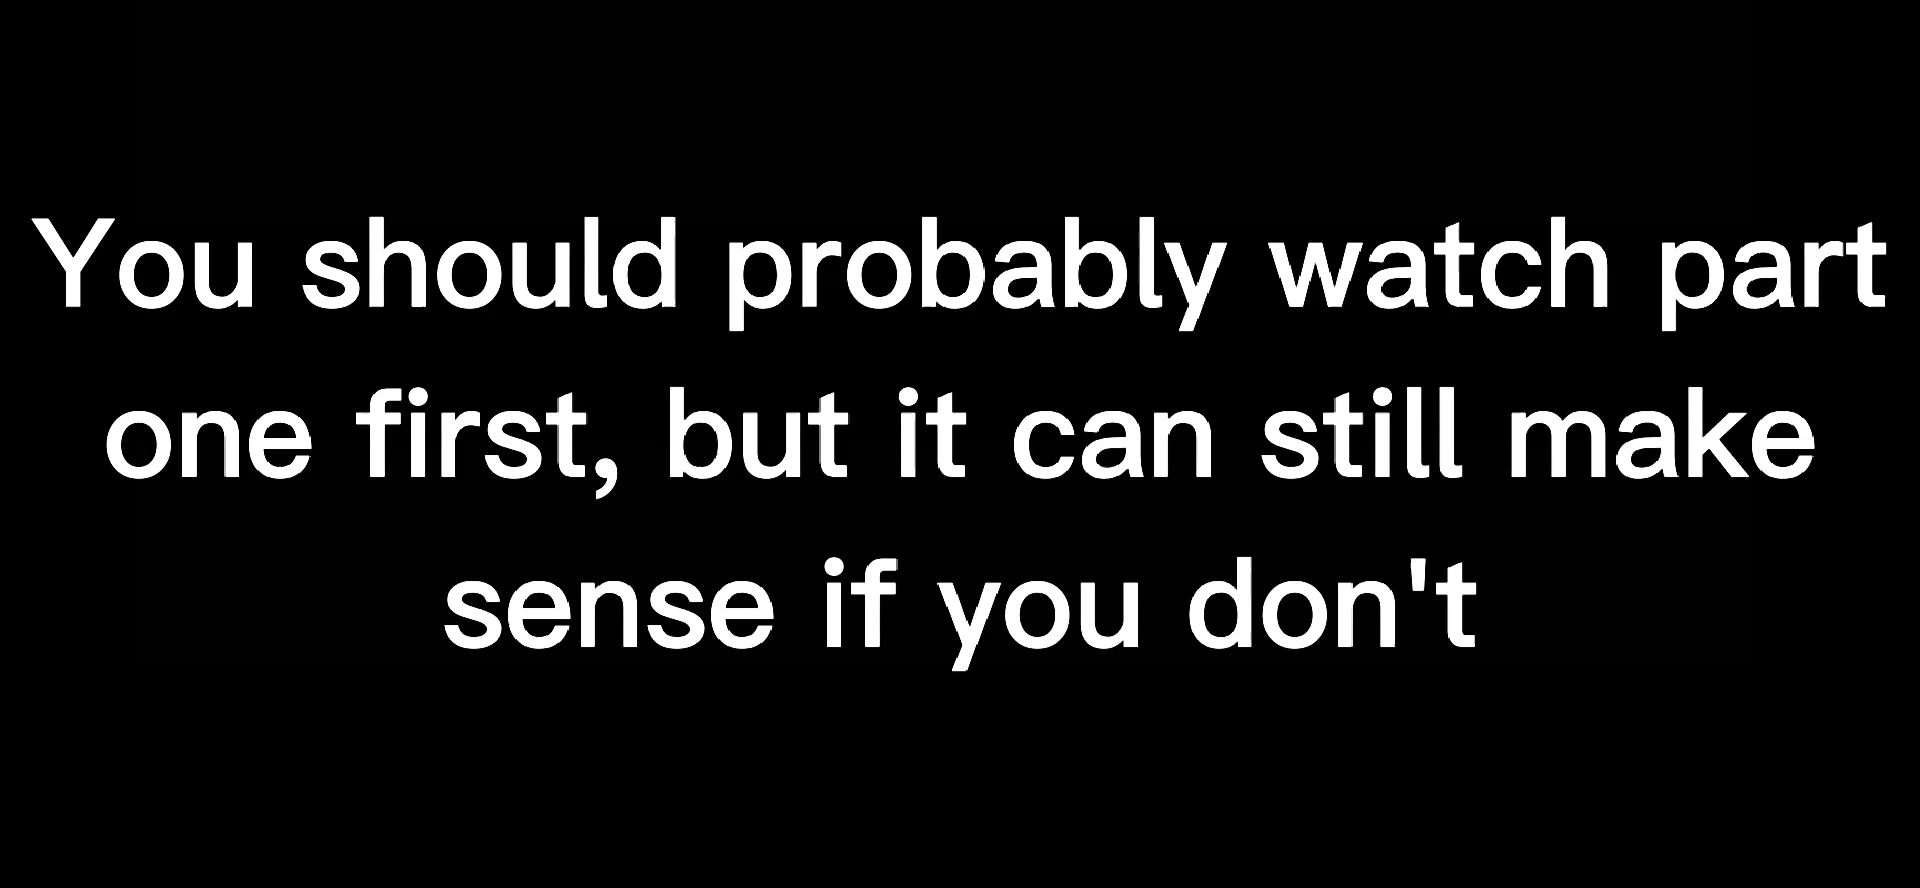 You should probably watch part
one first, but it can still make
sense if you don't